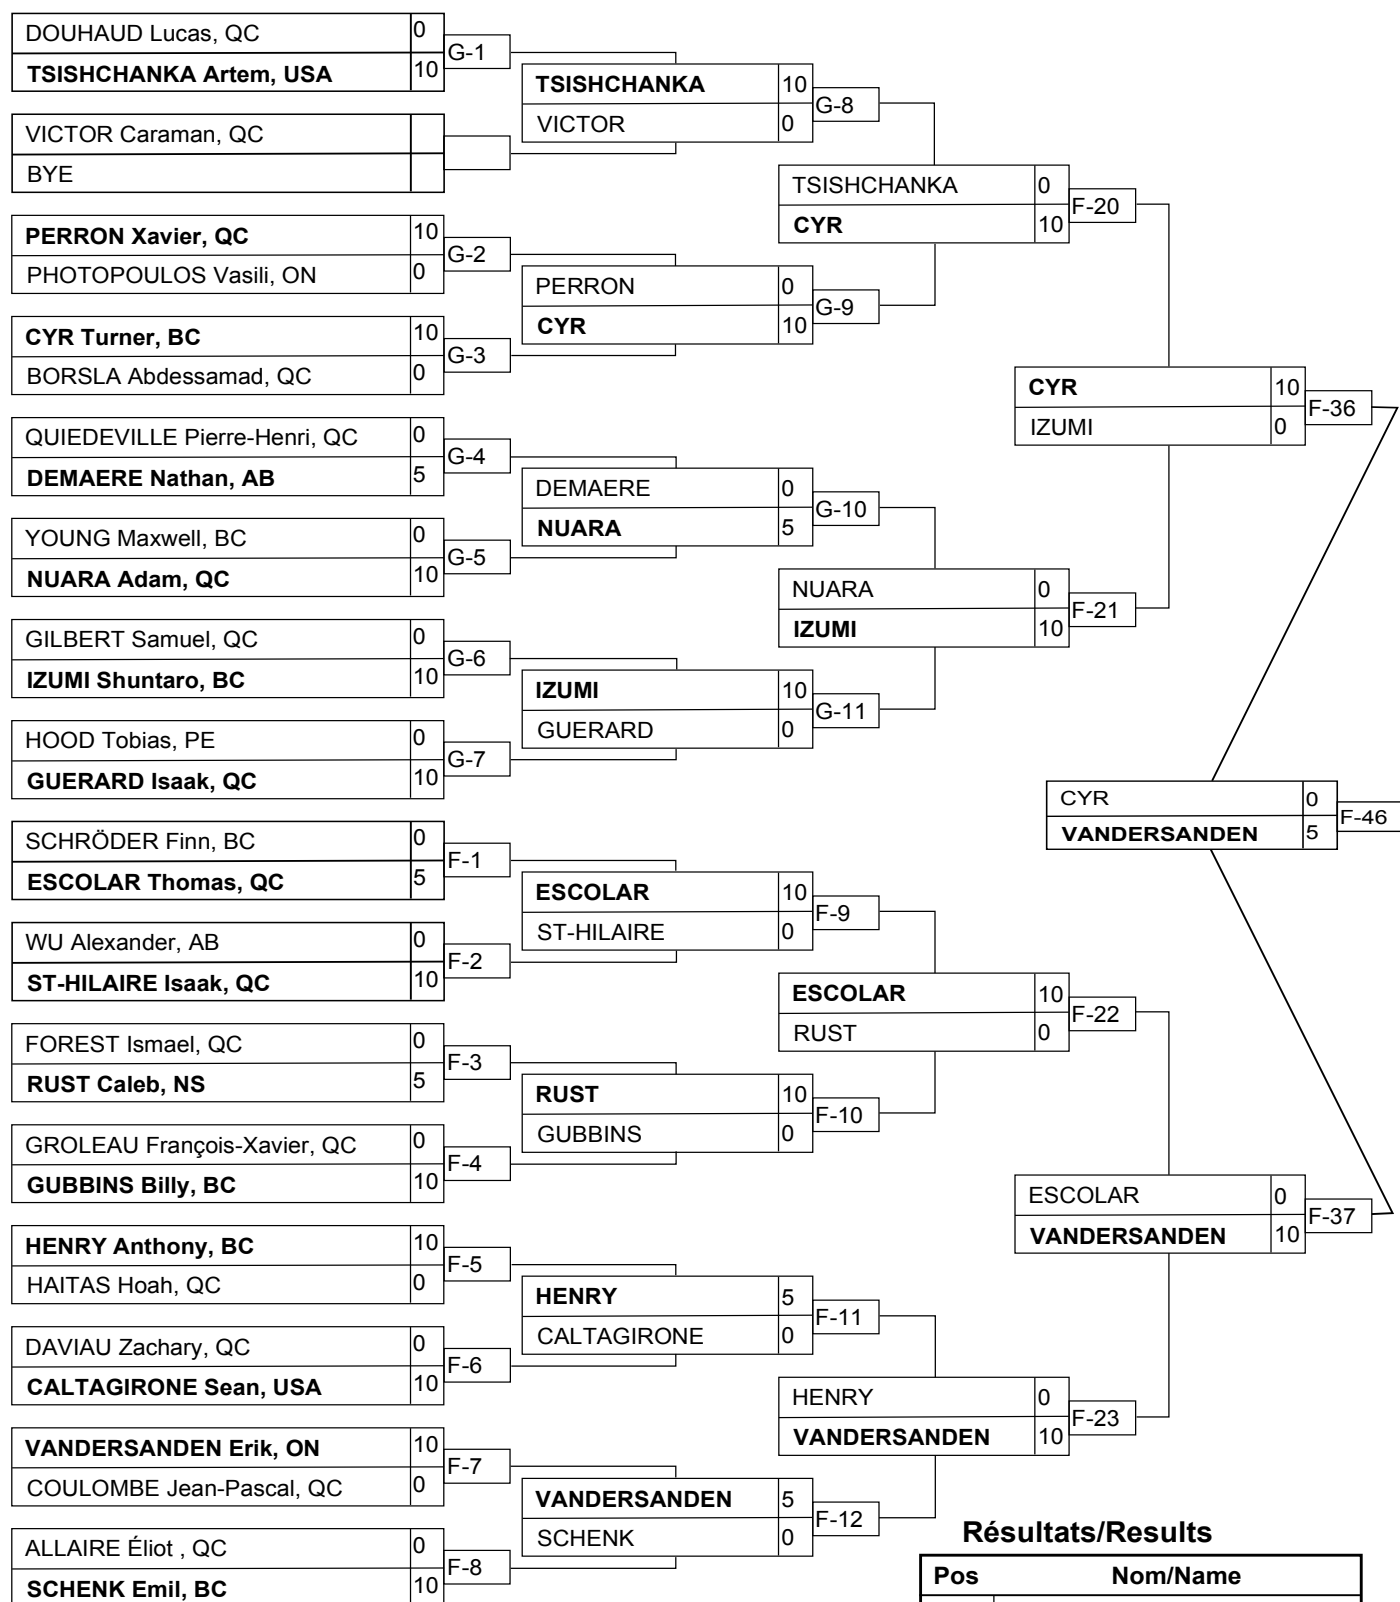 DOUHAUD Lucas, QC 0
G-1
TSISHCHANKA Artem, USA 10
VICTOR Caraman, QC
BYE
PERRON Xavier, QC 10
G-2
PHOTOPOULOS Vasili, ON 0
CYR Turner, BC 10
G-3
BORSLA Abdessamad, QC 0
QUIEDEVILLE Pierre-Henri, QC 0
G-4
DEMAERE Nathan, AB 5
YOUNG Maxwell, BC 0
G-5
NUARA Adam, QC 10
GILBERT Samuel, QC 0
G-6
IZUMI Shuntaro, BC 10
HOOD Tobias, PE 0
G-7
GUERARD Isaak, QC 10
SCHRÖDER Finn, BC 0
F-1
ESCOLAR Thomas, QC 5
WU Alexander, AB 0
F-2
ST-HILAIRE Isaak, QC 10
FOREST Ismael, QC 0
F-3
RUST Caleb, NS 5
GROLEAU François-Xavier, QC 0
F-4
GUBBINS Billy, BC 10
HENRY Anthony, BC 10
F-5
HAITAS Hoah, QC 0
DAVIAU Zachary, QC 0
F-6
CALTAGIRONE Sean, USA 10
VANDERSANDEN Erik, ON 10
F-7
COULOMBE Jean-Pascal, QC 0
ALLAIRE Éliot , QC 0
F-8
SCHENK Emil, BC 10
TSISHCHANKA 10
G-8
VICTOR 0
PERRON 0
G-9
CYR 10
DEMAERE 0
G-10
NUARA 5
IZUMI 10
G-11
GUERARD 0
ESCOLAR 10
F-9
ST-HILAIRE 0
RUST 10
F-10
GUBBINS 0
HENRY 5
F-11
CALTAGIRONE 0
VANDERSANDEN 5
F-12
SCHENK 0
TSISHCHANKA 0
F-20
CYR 10
NUARA 0
F-21
IZUMI 10
ESCOLAR 10
F-22
RUST 0
HENRY 0
F-23
VANDERSANDEN 10
CYR 10
F-36
IZUMI 0
ESCOLAR 0
F-37
VANDERSANDEN 10
CYR 0
F-46
VANDERSANDEN 5
Résultats/Results
Pos Nom/Name